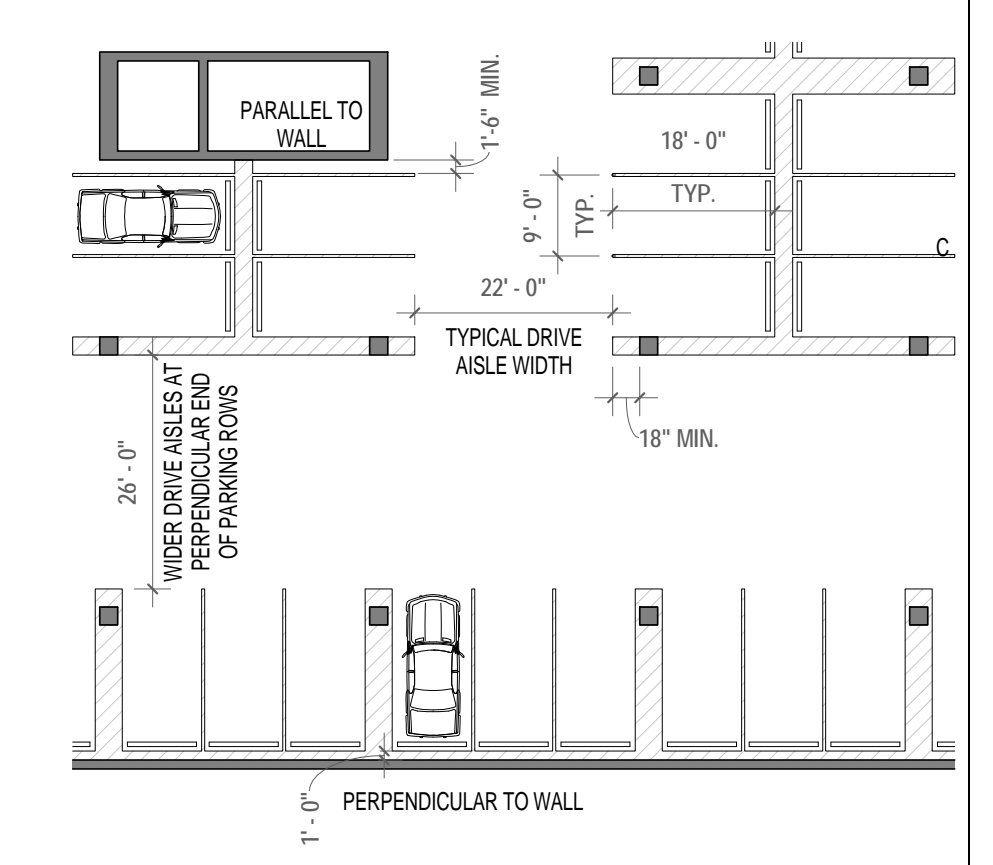 PARALLEL TO
WALL
1'-6" MIN.
18' - 0"
TYP.
9' - 0"
TYP.
C
22' - 0"
TYPICAL DRIVE
AISLE WIDTH
18" MIN.
26' - 0"
WIDER DRIVE AISLES AT
PERPENDICULAR END
OF PARKING ROWS
1' - 0"
PERPENDICULAR TO WALL